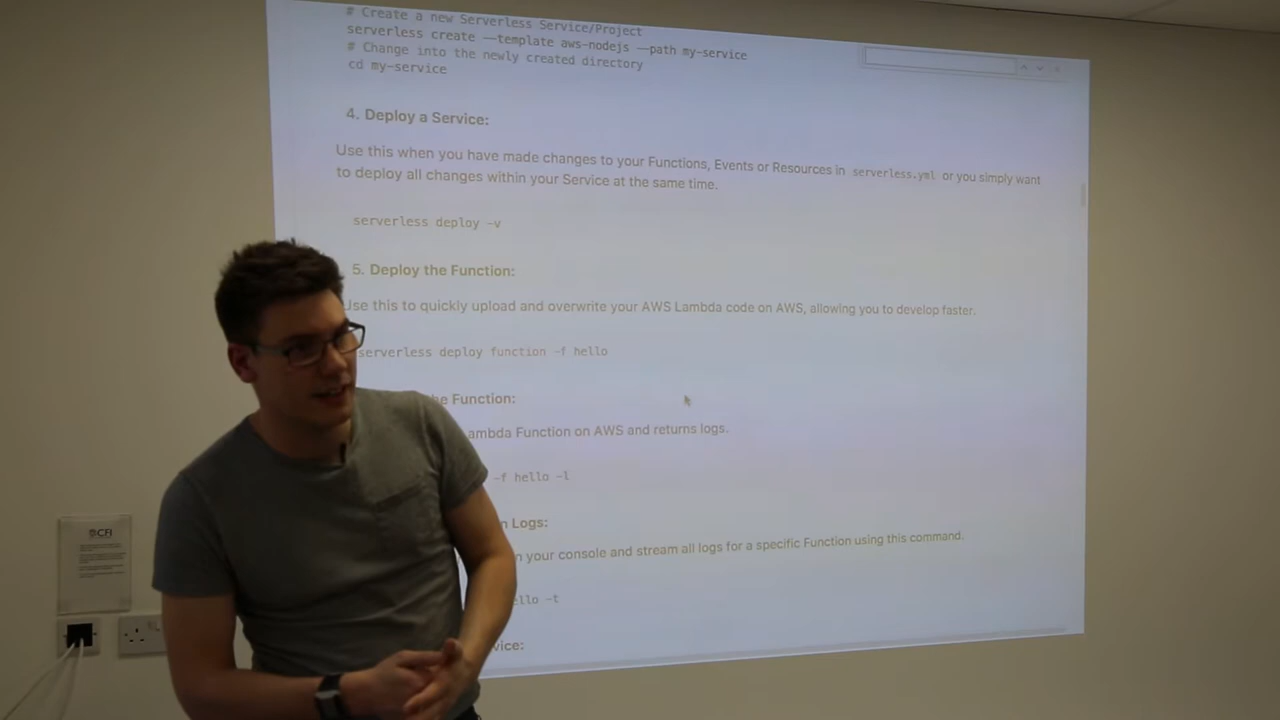 # Create a new Serverless Service/Project
serverless create --template aws-nodejs --path my-service
# Change into the newly created directory
cd my-service
4. Deploy a Service:
Use this when you have made changes to your Functions, Events or Resources in serverless.yml or you simply want
to deploy all changes within your Service at the same time.
serverless deploy -v
5. Deploy the Function:
Use this to quickly upload and overwrite your AWS Lambda code on AWS, allowing you to develop faster.
serverless deploy function -f hello
he Function:
ambda Function on AWS and returns logs.
-f hello -l
n Logs:
n your console and stream all logs for a specific Function using this command.
ello -t
vice:
CFI